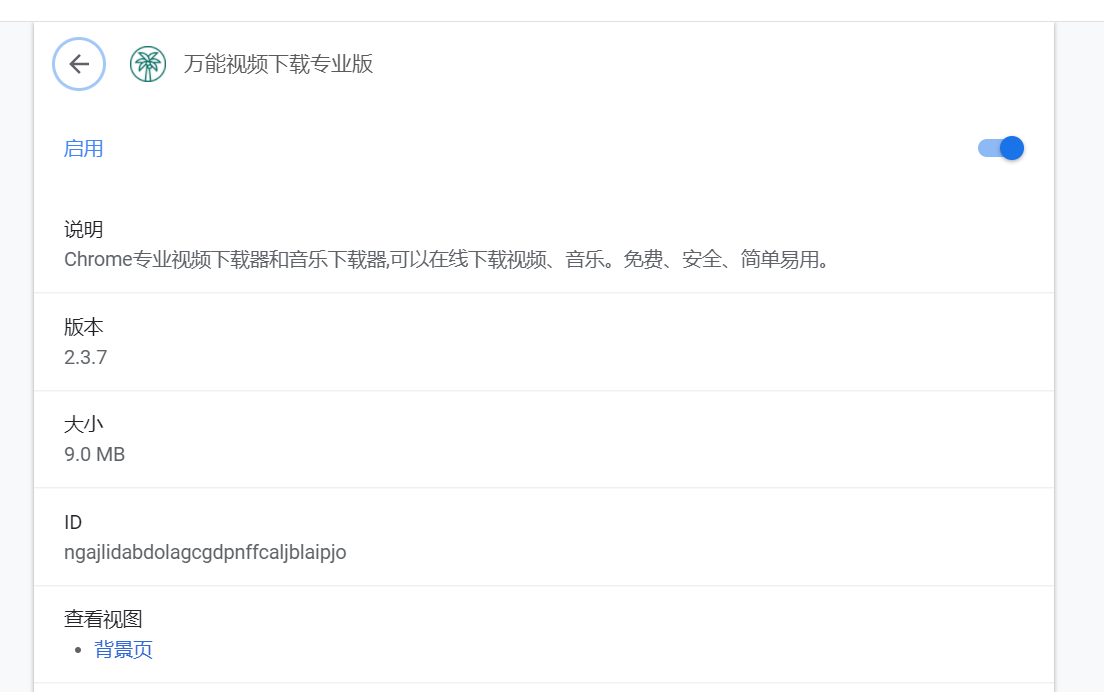 万能视频下载专业版
启用
说明
Chrome专业视频下载器和音乐下载器,可以在线下载视频、音乐。免费、安全、简单易用。
版本
2.3.7
大小
9.0 MB
ID
ngajlidabdolagcgdpnffcaljblaipjo
查看视图
• 背景页